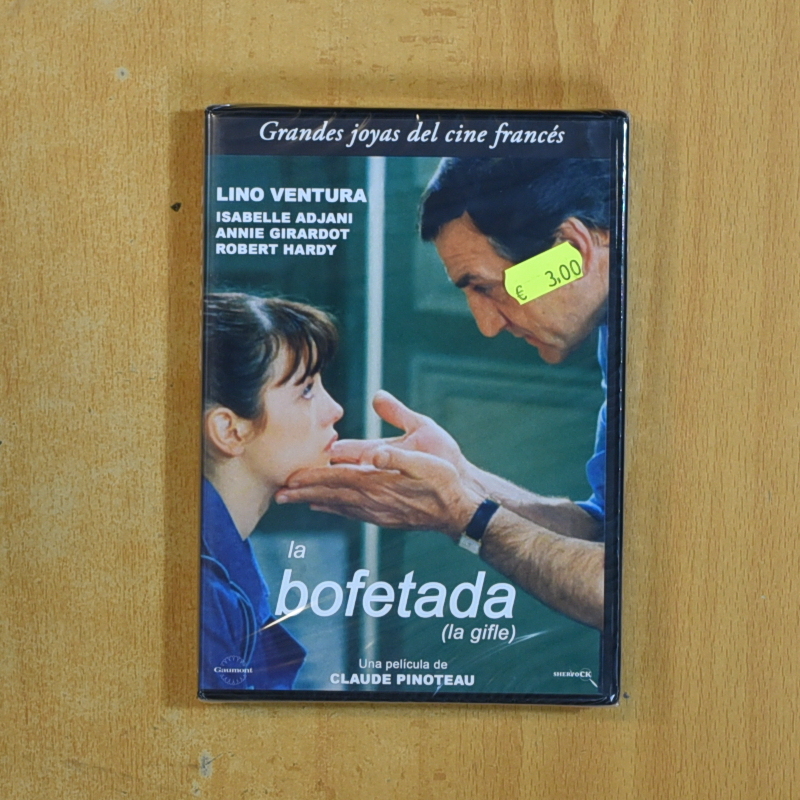 Grandes joyas del cine francés
LINO VENTURA
ISABELLE ADJANI
ANNIE GIRARDOT
ROBERT HARDY
€ 3,00
la
bofetada
(la gifle)
Una película de
CLAUDE PINOTEAU
Gaumont